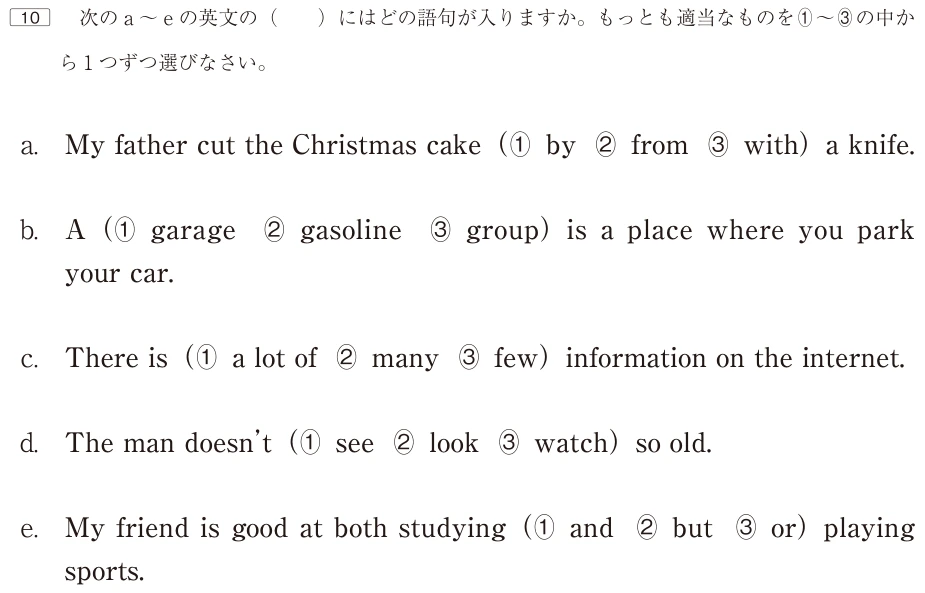 10 次のa～eの英文の（　　）にはどの語句が入りますか。もっとも適当なものを①～③の中か
ら1つずつ選びなさい。
a. My father cut the Christmas cake（① by ② from ③ with）a knife.
b. A（① garage ② gasoline ③ group）is a place where you park
your car.
c. There is（① a lot of ② many ③ few）information on the internet.
d. The man doesn't（① see ② look ③ watch）so old.
e. My friend is good at both studying（① and ② but ③ or）playing
sports.